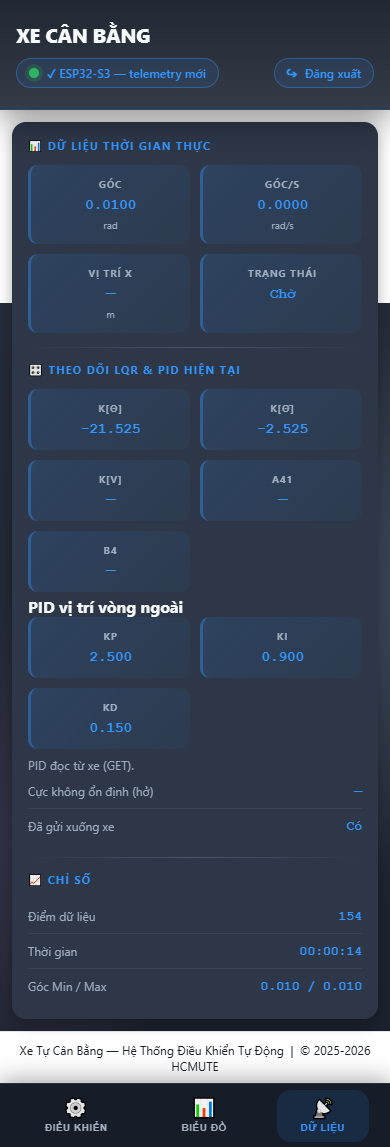 XE CÂN BẰNG
✓ ESP32-S3 — telemetry mới
Đăng xuất
DỮ LIỆU THỜI GIAN THỰC
GÓC
0.0100
rad
GÓC/S
0.0000
rad/s
VỊ TRÍ X
—
m
TRẠNG THÁI
Chờ
THEO DÕI LQR & PID HIỆN TẠI
K[Θ]
-21.525
K[Θ̇]
-2.525
K[V]
—
A41
—
B4
—
PID vị trí vòng ngoài
KP
2.500
KI
0.900
KD
0.150
PID đọc từ xe (GET).
Cực không ổn định (hở) —
Đã gửi xuống xe Có
CHỈ SỐ
Điểm dữ liệu 154
Thời gian 00:00:14
Góc Min / Max 0.010 / 0.010
Xe Tự Cân Bằng — Hệ Thống Điều Khiển Tự Động | © 2025-2026
HCMUTE
ĐIỀU KHIỂN
BIỂU ĐỒ
DỮ LIỆU